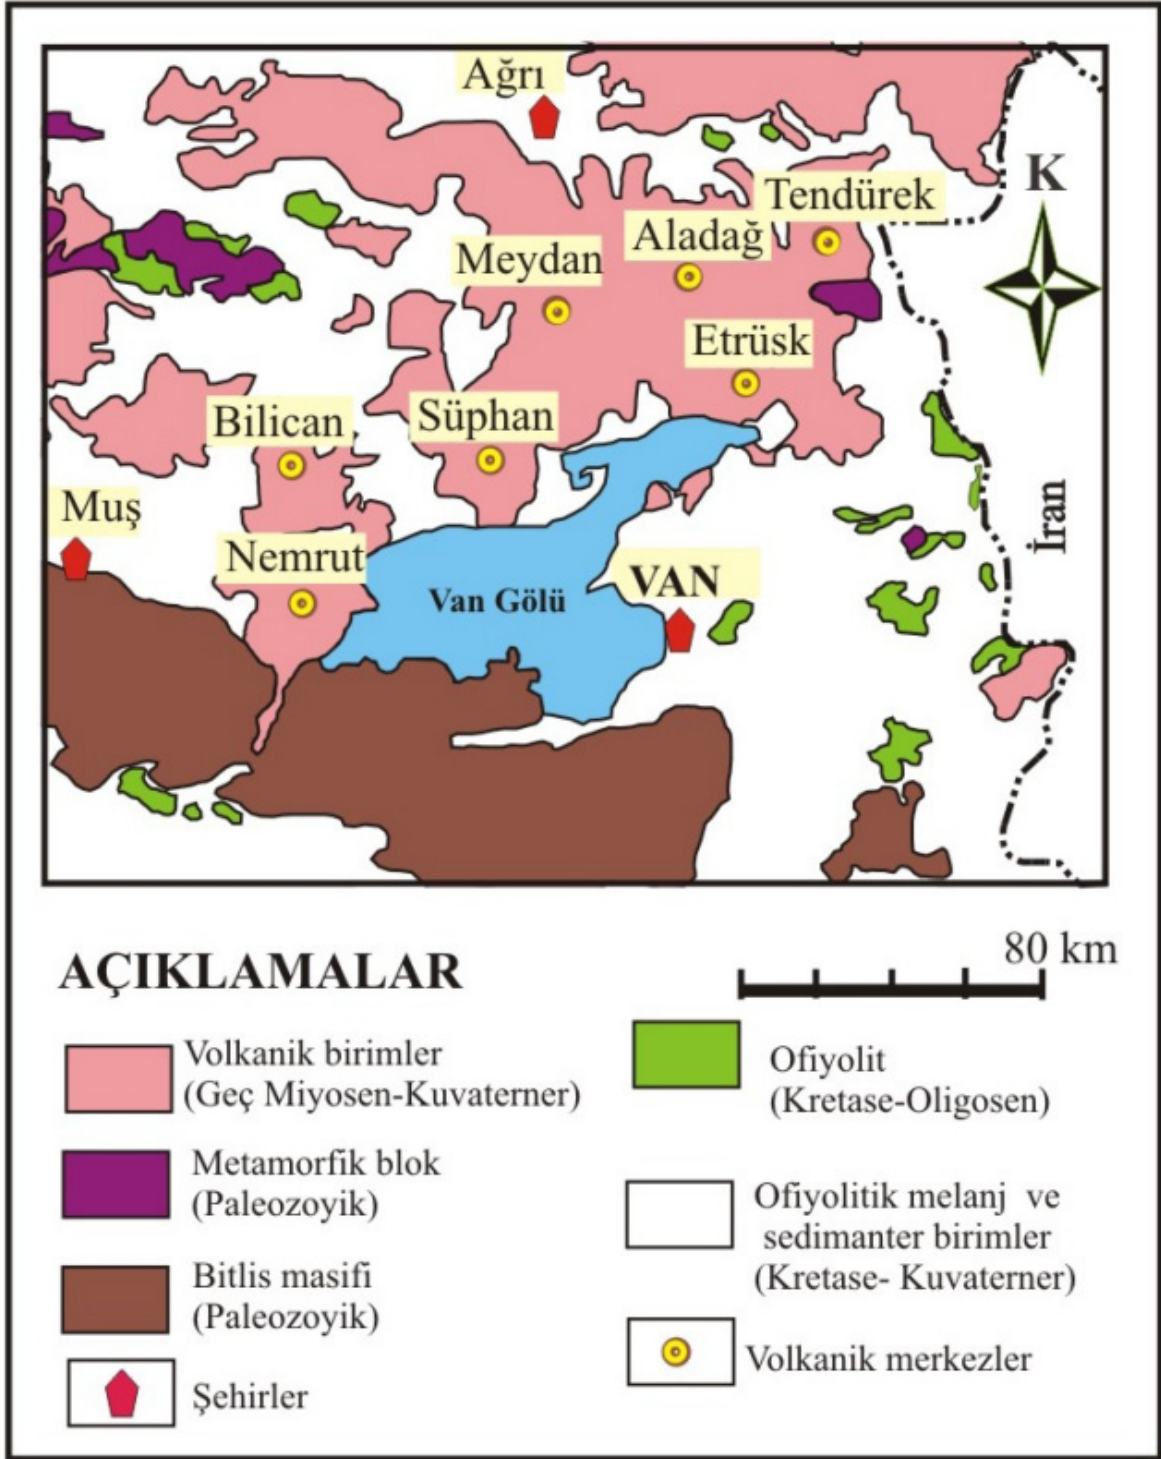 Ağrı
K
Tendürek
Aladağ
Meydan
Etrüsk
Süphan
Bilican
Muş
İran
Nemrut
VAN
Van Gölü
80 km
AÇIKLAMALAR
Volkanik birimler
(Geç Miyosen-Kuvaterner)
Metamorfik blok
(Paleozoyik)
Bitlis masifi
(Paleozoyik)
Şehirler
Ofiyolit
(Kretase-Oligosen)
Ofiyolitik melanj ve
sedimanter birimler
(Kretase- Kuvaterner)
Volkanik merkezler